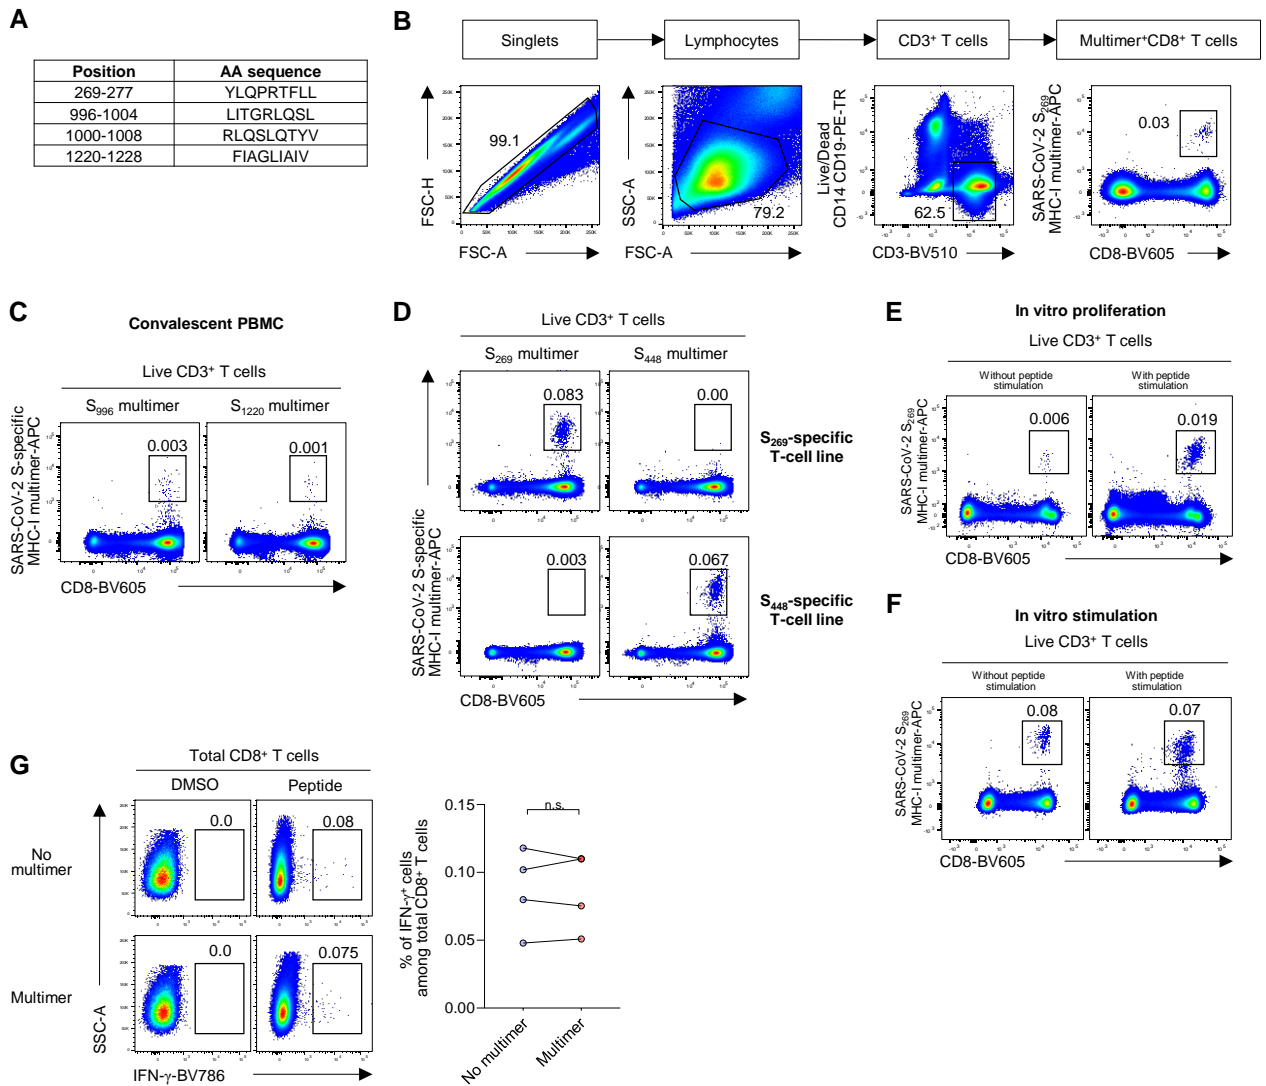 A
Position AA sequence
269-277 YLQPRTFLL
996-1004 LITGRLQSL
1000-1008 RLQSLQTYV
1220-1228 FIAGLIAIV
B
Singlets
Lymphocytes
CD3+ T cells
Multimer+CD8+ T cells
99.1
FSC-H
FSC-A
79.2
SSC-A
FSC-A
62.5
Live/Dead
CD14 CD19-PE-TR
CD3-BV510
0.03
SARS-CoV-2 S269
MHC-I multimer-APC
CD8-BV605
C
Convalescent PBMC
Live CD3+ T cells
S996 multimer
S1220 multimer
0.003
0.001
SARS-CoV-2 S-specific
MHC-I multimer-APC
CD8-BV605
D
Live CD3+ T cells
S269 multimer
S448 multimer
0.083
0.00
S269-specific
T-cell line
0.003
0.067
S448-specific
T-cell line
SARS-CoV-2 S-specific
MHC-I multimer-APC
CD8-BV605
E
In vitro proliferation
Live CD3+ T cells
Without peptide
stimulation
With peptide
stimulation
0.006
0.019
SARS-CoV-2 S269
MHC-I multimer-APC
CD8-BV605
F
In vitro stimulation
Live CD3+ T cells
Without peptide
stimulation
With peptide
stimulation
0.08
0.07
SARS-CoV-2 S269
MHC-I multimer-APC
CD8-BV605
G
Total CD8+ T cells
DMSO
Peptide
No
multimer
0.0
0.08
Multimer
0.0
0.075
SSC-A
IFN-γ-BV786
% of IFN-γ+ cells
among total CD8+ T cells
0.15
0.10
0.05
0.00
n.s.
No multimer
Multimer